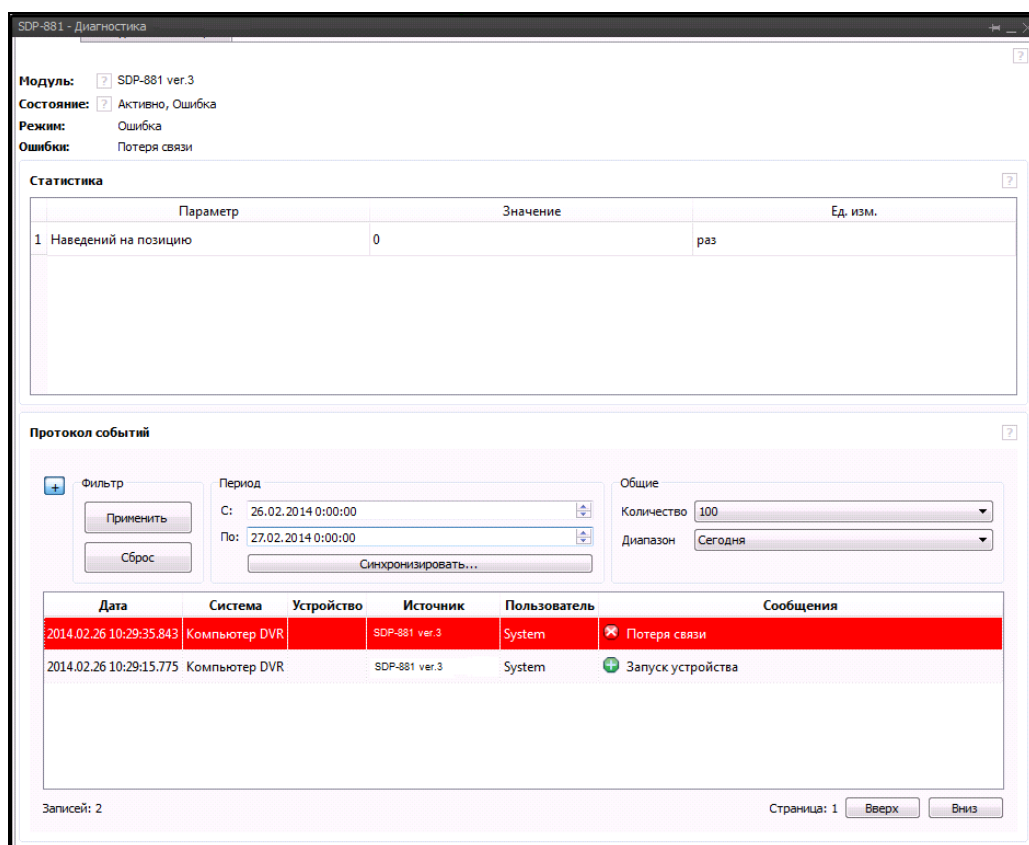 SDP-881 - Диагностика
Модуль: ? SDP-881 ver.3
Состояние: ? Активно, Ошибка
Режим: Ошибка
Ошибки: Потеря связи
Статистика
Параметр Значение Ед. изм.
1 Наведений на позицию 0 раз
Протокол событий
Фильтр Период Общие
Применить С: 26.02.2014 0:00:00 Количество 100
Сброс По: 27.02.2014 0:00:00 Диапазон Сегодня
Синхронизировать...
Дата Система Устройство Источник Пользователь Сообщения
2014.02.26 10:29:35.843 Компьютер DVR SDP-881 ver.3 System Потеря связи
2014.02.26 10:29:15.775 Компьютер DVR SDP-881 ver.3 System Запуск устройства
Записей: 2 Страница: 1 Вверх Вниз